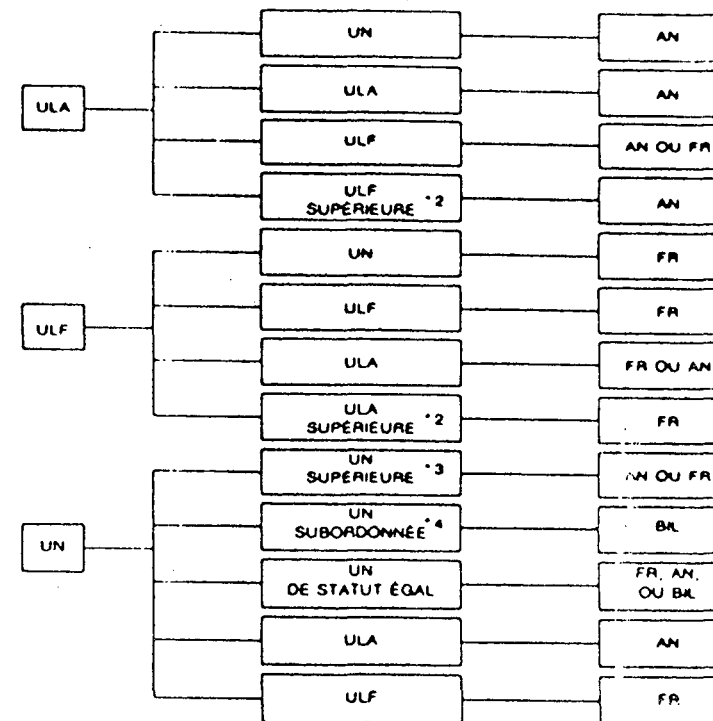 UN
AN
ULA
ULA
AN
ULF
AN OU FR
ULF
SUPÉRIEURE *2
AN
UN
FR
ULF
ULF
FR
ULA
FR OU AN
ULA
SUPÉRIEURE *2
FR
UN
SUPÉRIEURE *3
AN OU FR
UN
UN
SUBORDONNÉE *4
BIL
UN
DE STATUT ÉGAL
FR, AN,
OU BIL
ULA
AN
ULF
FR